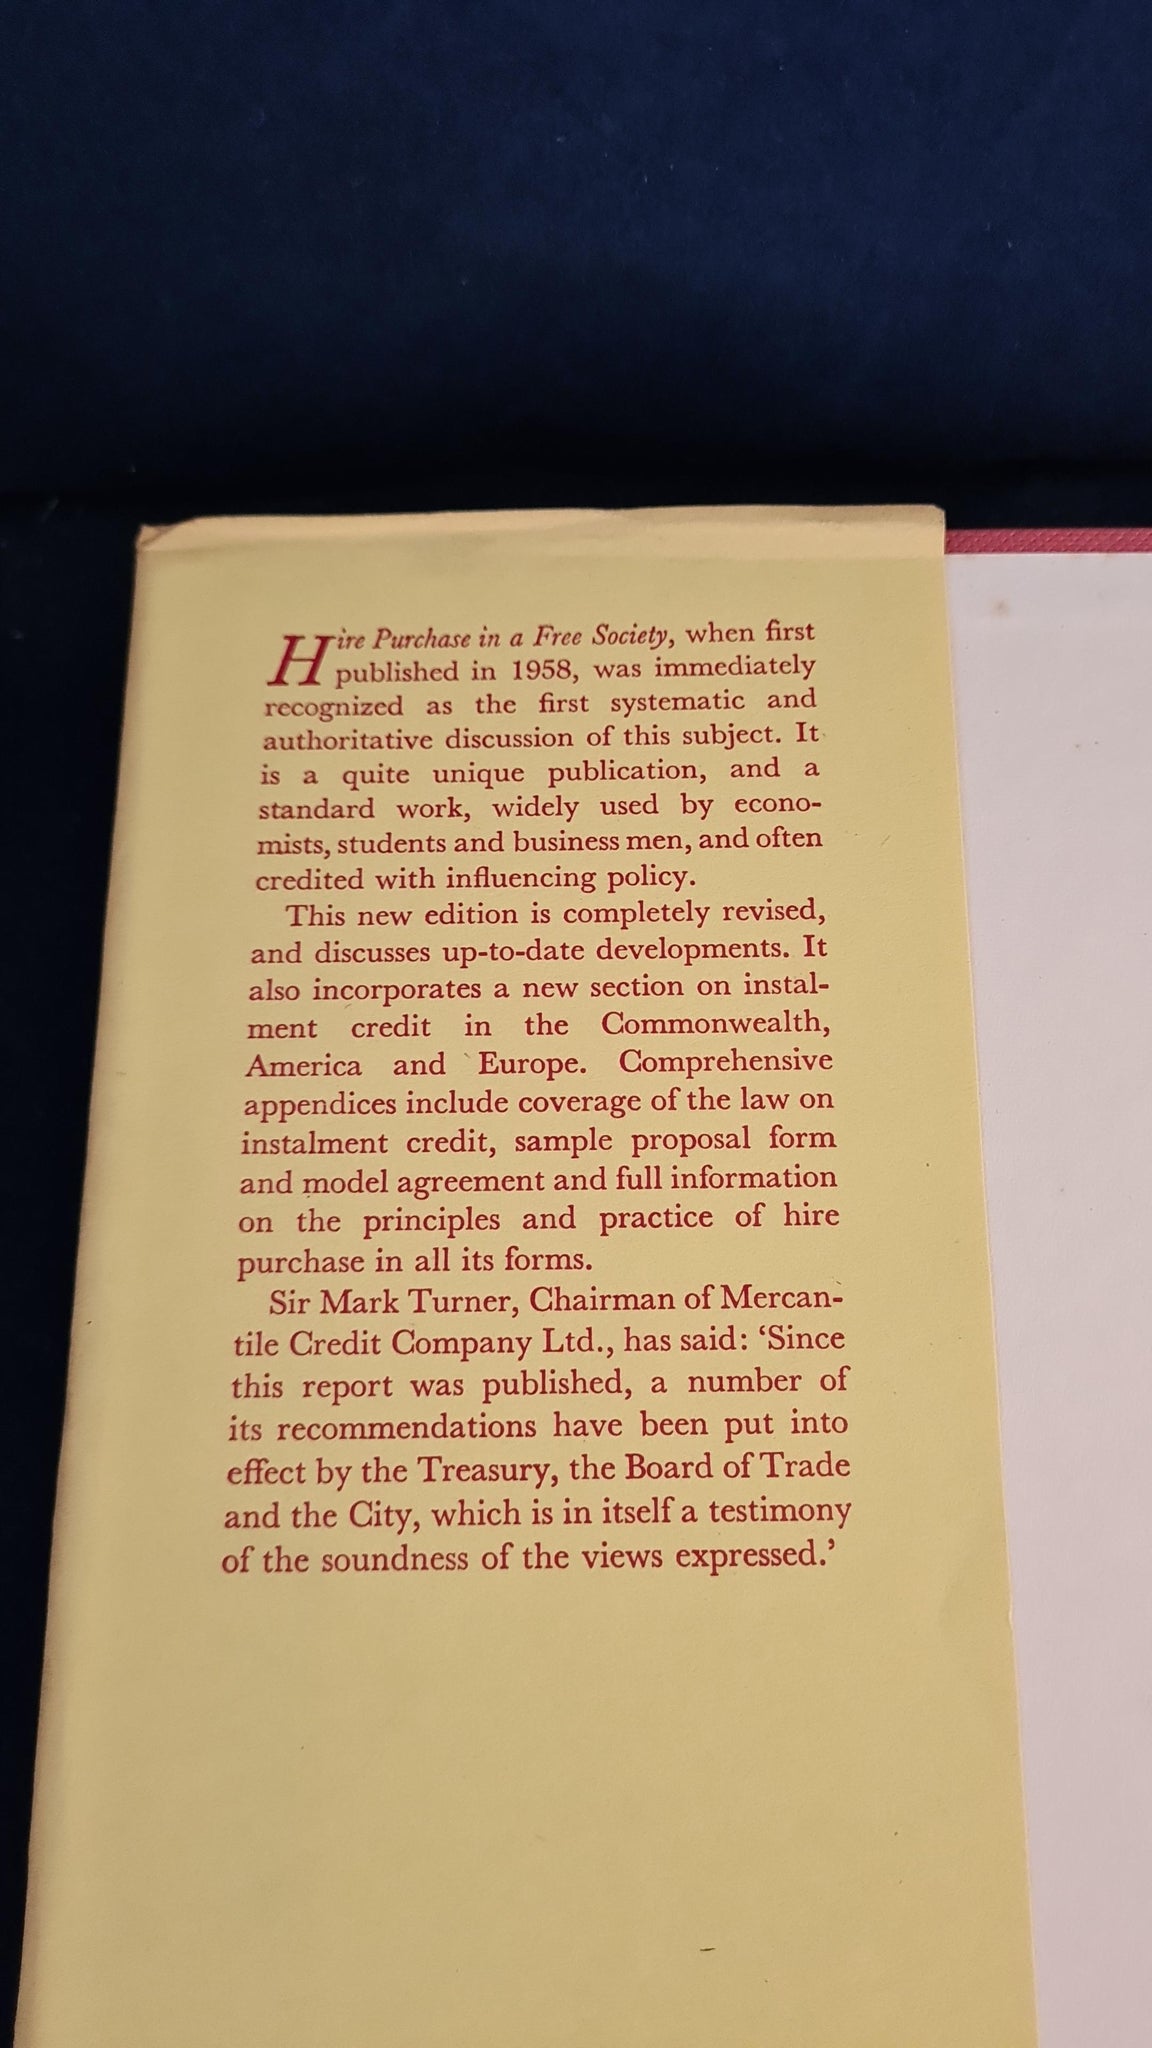 Hire Purchase in a Free Society, when first
published in 1958, was immediately
recognized as the first systematic and
authoritative discussion of this subject. It
is a quite unique publication, and a
standard work, widely used by econo-
mists, students and business men, and often
credited with influencing policy.
This new edition is completely revised,
and discusses up-to-date developments. It
also incorporates a new section on instal-
ment credit in the Commonwealth,
America and Europe. Comprehensive
appendices include coverage of the law on
instalment credit, sample proposal form
and model agreement and full information
on the principles and practice of hire
purchase in all its forms.
Sir Mark Turner, Chairman of Mercan-
tile Credit Company Ltd., has said: ‘Since
this report was published, a number of
its recommendations have been put into
effect by the Treasury, the Board of Trade
and the City, which is in itself a testimony
of the soundness of the views expressed.’